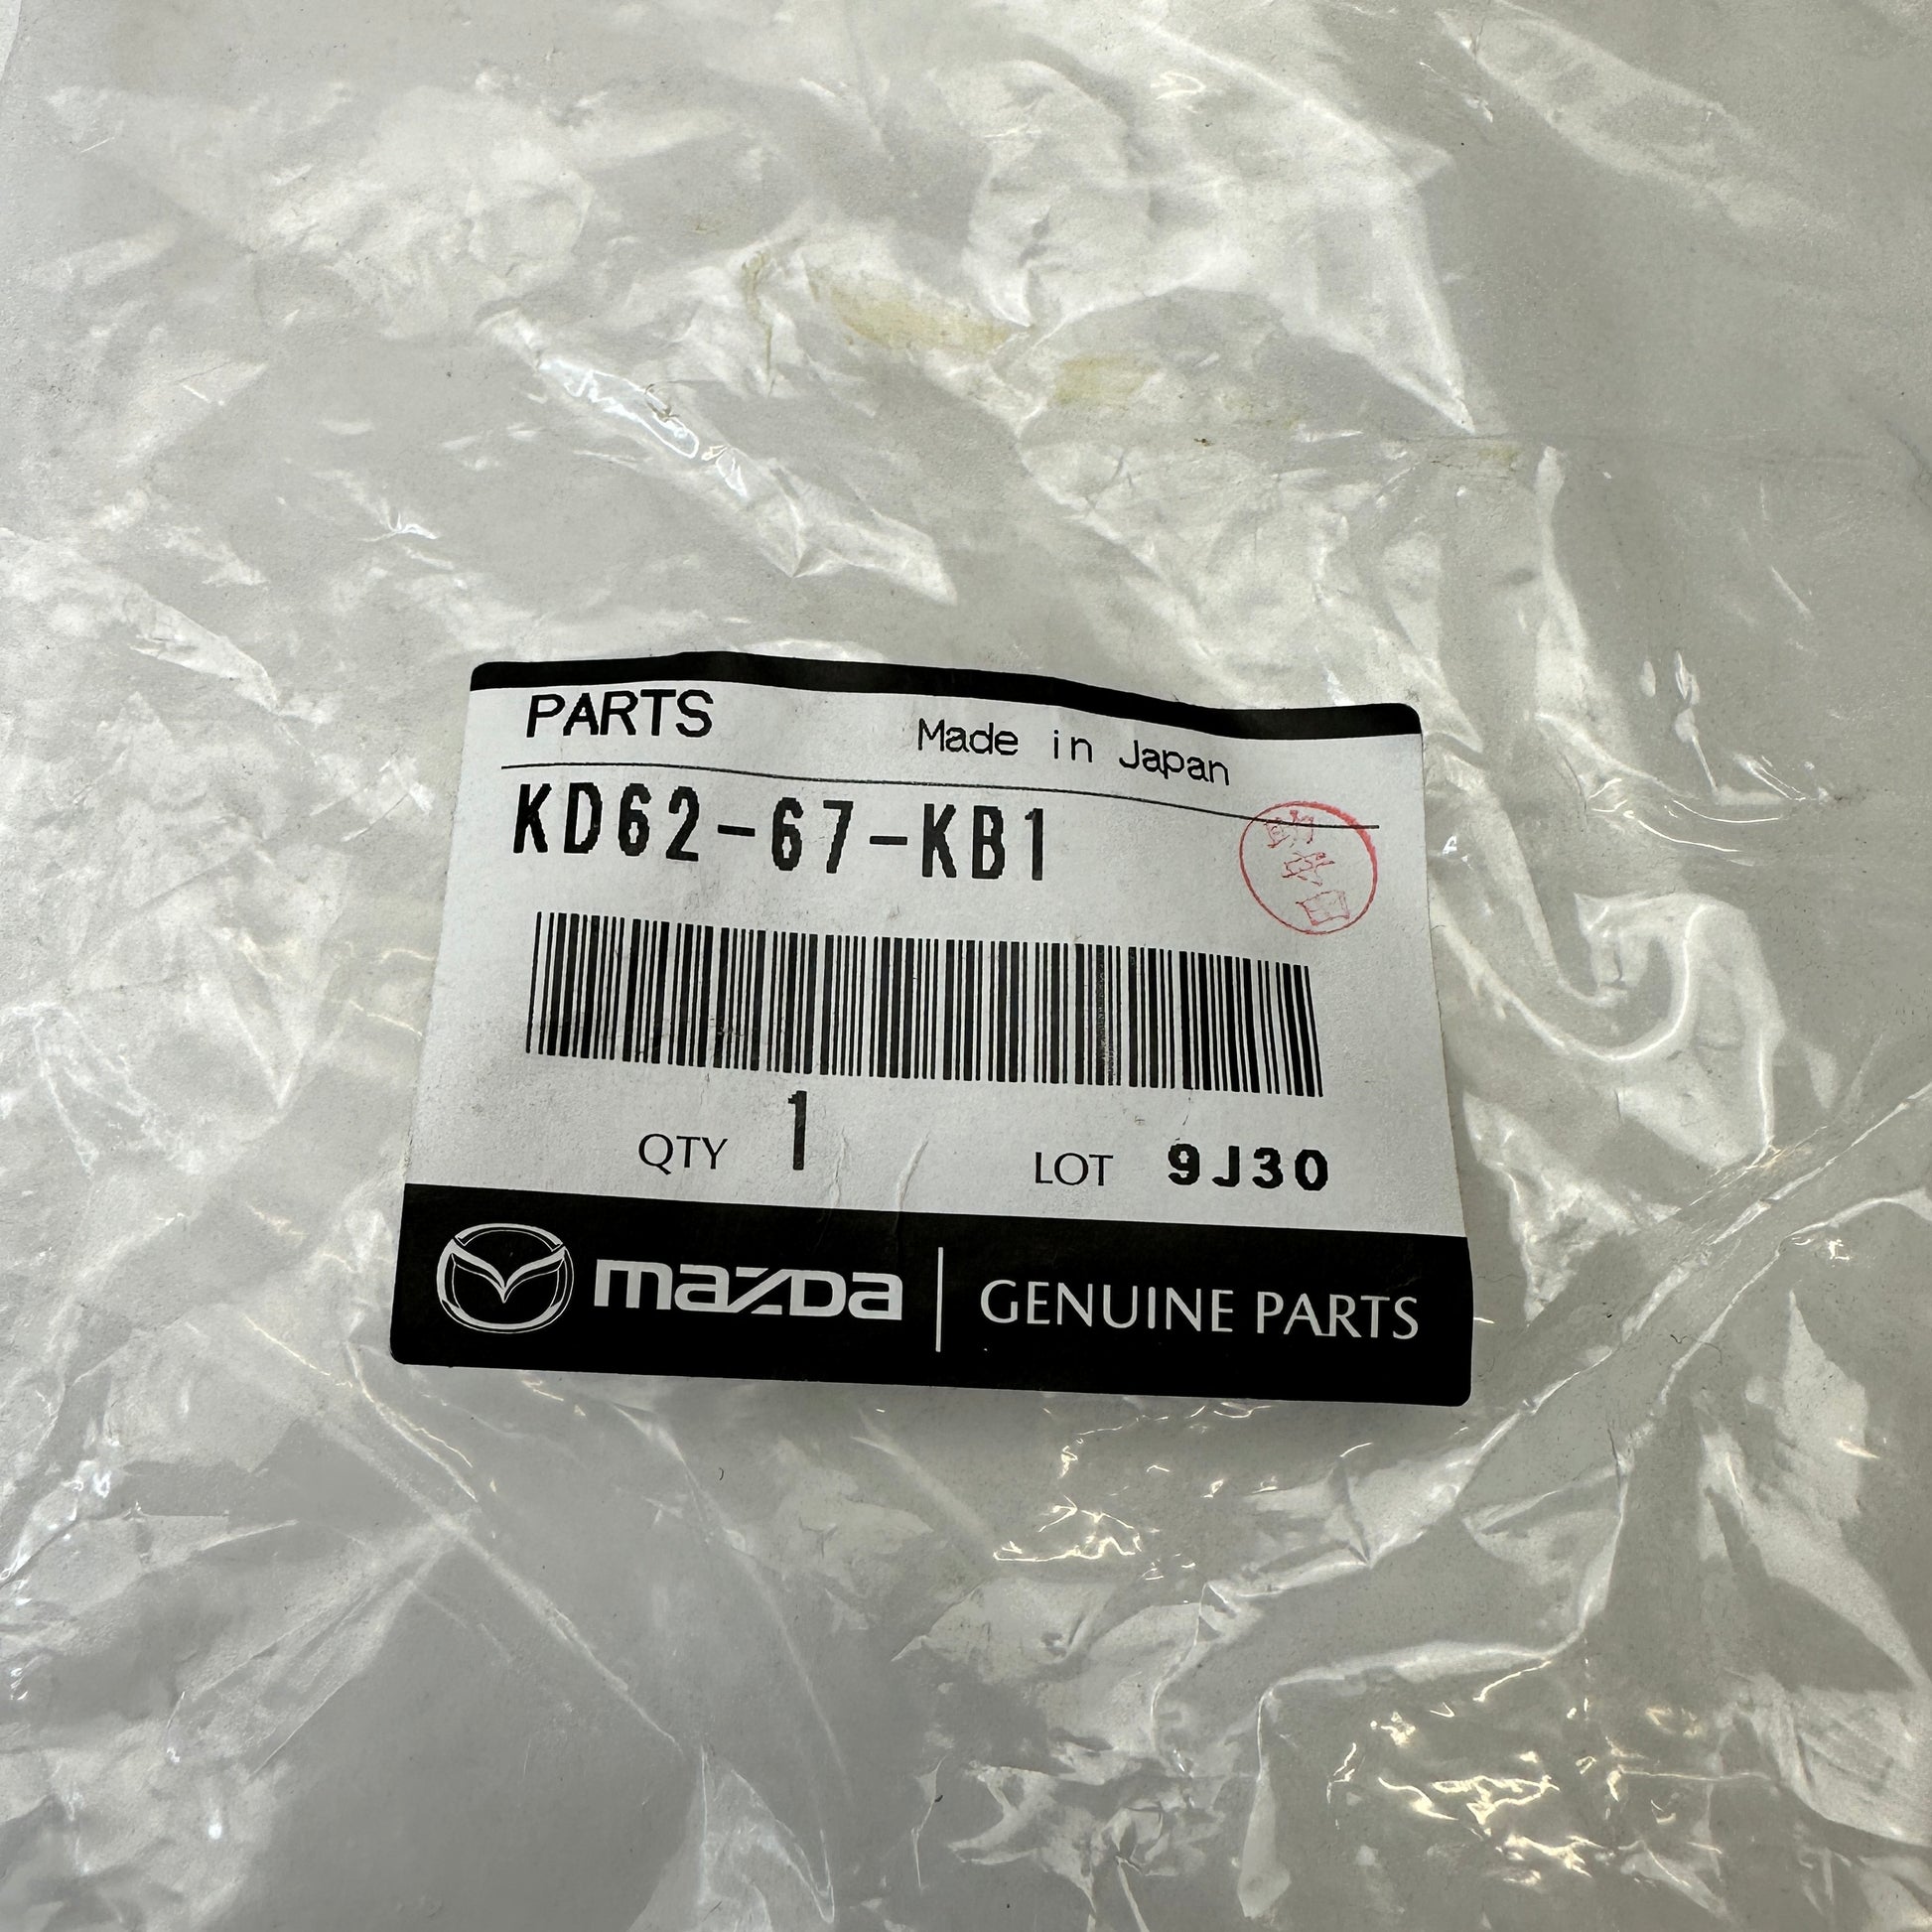 PARTS
Made in Japan
KD62-67-KB1
QTY 1 LOT 9J30
mazda GENUINE PARTS